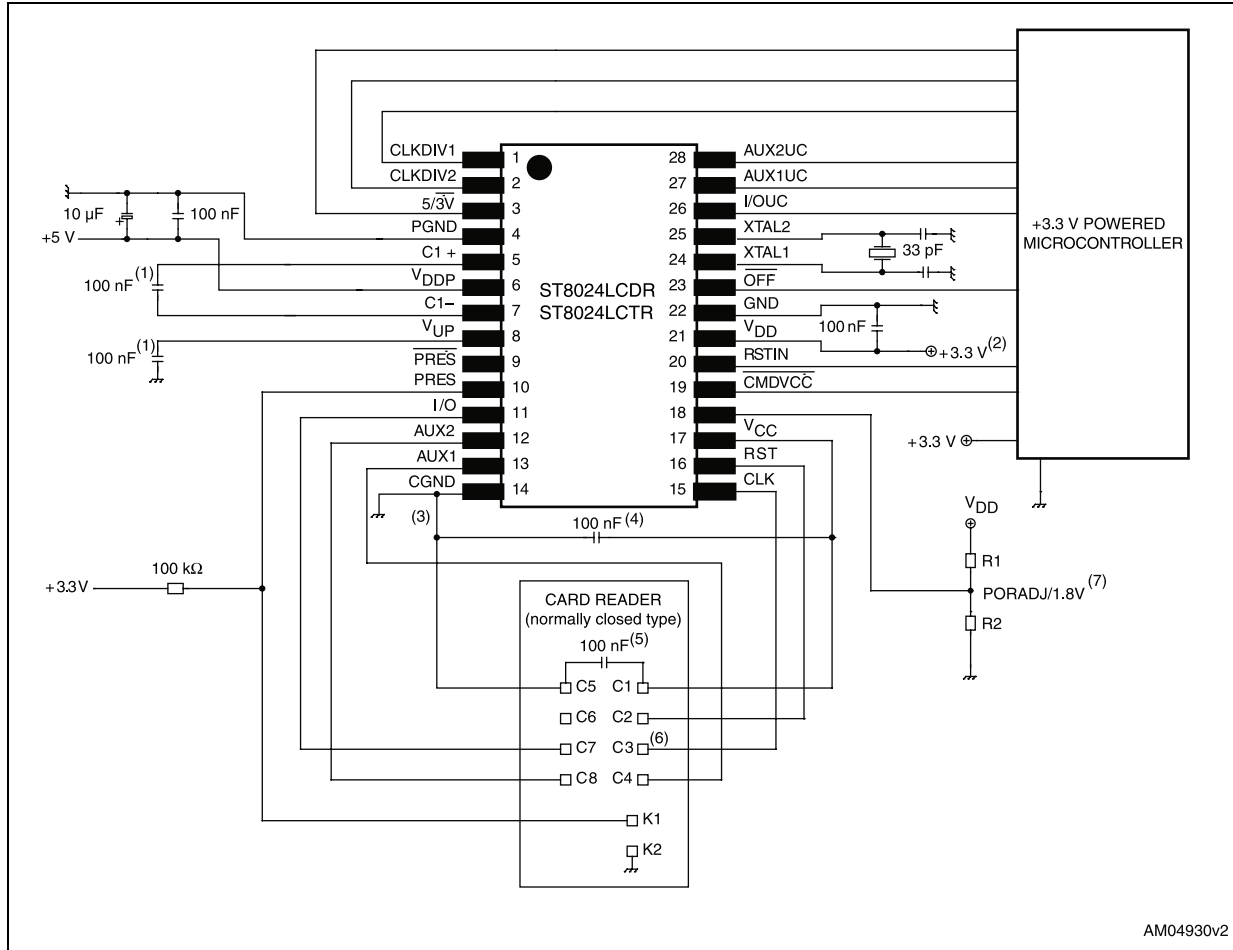 CLKDIV1
CLKDIV2
5/3V
PGND
C1 +
VDDP
C1–
VUP
PRES
PRES
I/O
AUX2
AUX1
CGND
1
2
3
4
5
6
7
8
9
10
11
12
13
14
ST8024LCDR
ST8024LCTR
28
27
26
25
24
23
22
21
20
19
18
17
16
15
AUX2UC
AUX1UC
I/OUC
XTAL2
XTAL1
OFF
GND
VDD
RSTIN
CMDVCC
VCC
RST
CLK
+3.3 V POWERED
MICROCONTROLLER
10 µF
+
100 nF
+5 V
100 nF(1)
100 nF(1)
33 pF
100 nF
+3.3 V(2)
+3.3 V
(3)
100 nF(4)
+3.3V
100 kΩ
VDD
R1
PORADJ/1.8V(7)
R2
CARD READER
(normally closed type)
100 nF(5)
C5 C1
C6 C2
C7 C3 (6)
C8 C4
K1
K2
AM04930v2